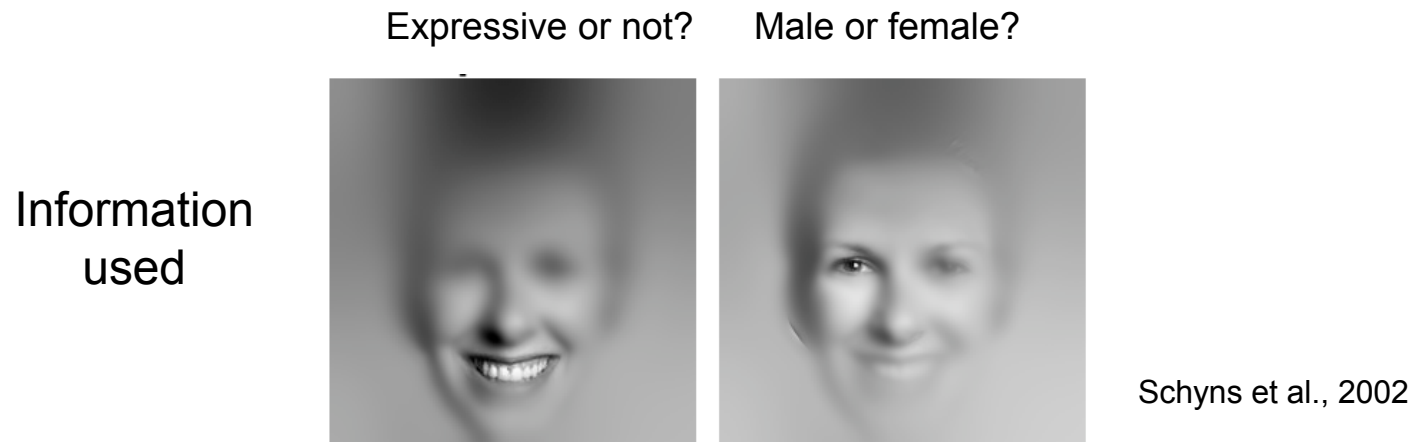 Expressive or not?
Male or female?
Information
used
Schyns et al., 2002